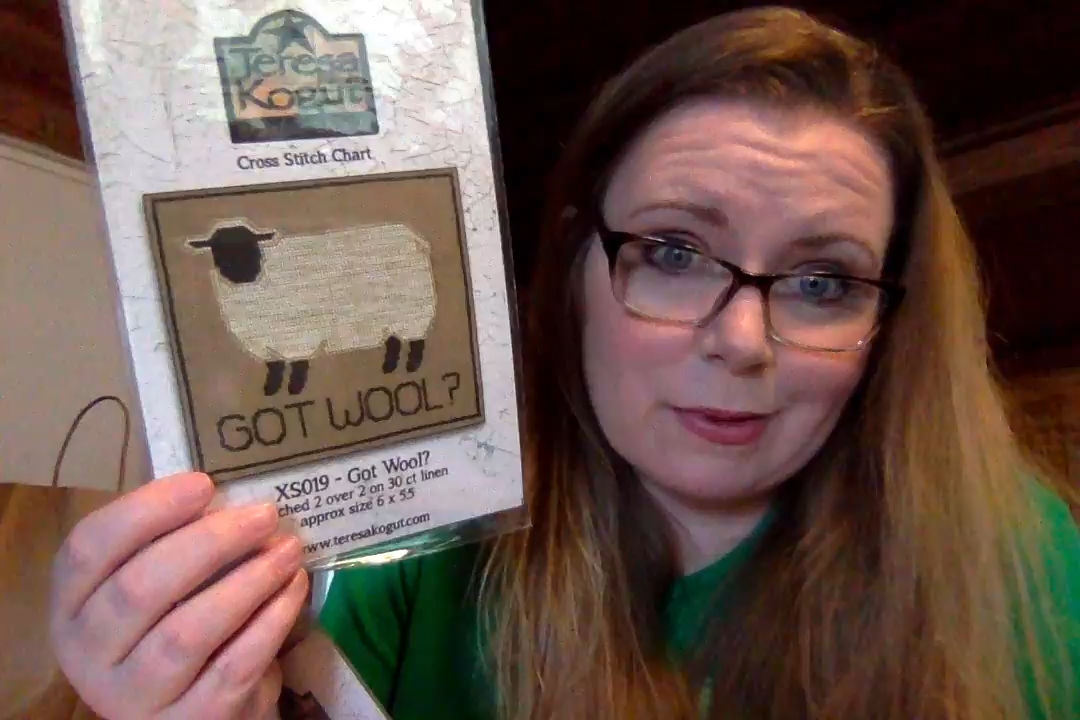 Teresa
Kogut
Cross Stitch Chart
GOT WOOL?
XS019 - Got Wool?
ched 2 over 2 on 30 ct linen
approx size 6 x 55
www.teresakogut.com